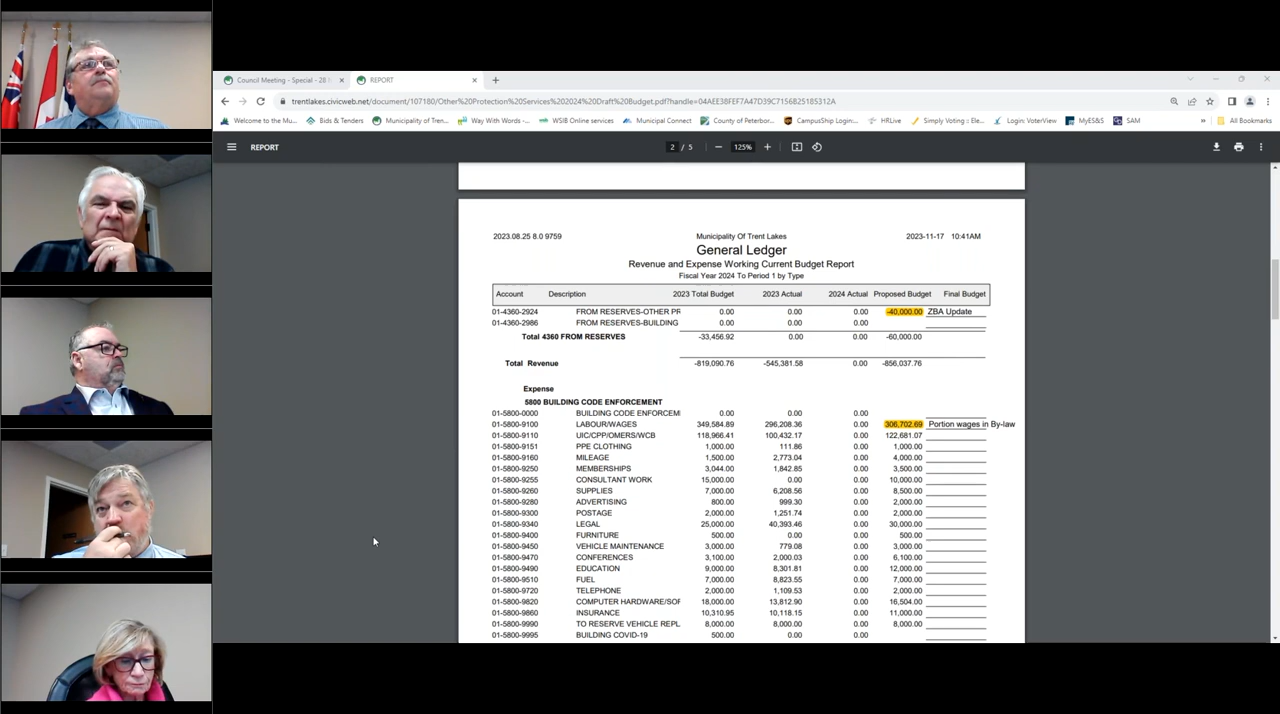 Council Meeting - Special - 28
REPORT
trentlakes.civicweb.net/document/107180/Other%20Protection%20Services%202024%20Draft%20Budget.pdf?handle=04AEE38FEF7A47D39C7156B25185312A
Welcome to the Mu... Bids & Tenders Municipality of Tren... Way With Words -... WSIB Online services Municipal Connect County of Peterbor... CampusShip Login:... HRLive Simply Voting :: Ele... Login: VoterView MyES&S SAM » All Bookmarks
REPORT 2 / 5 125%
2023.08.25 8.0 9759 Municipality Of Trent Lakes 2023-11-17 10:41AM
General Ledger
Revenue and Expense Working Current Budget Report
Fiscal Year 2024 To Period 1 by Type
Account Description 2023 Total Budget 2023 Actual 2024 Actual Proposed Budget Final Budget
01-4360-2924 FROM RESERVES-OTHER PR 0.00 0.00 0.00 -40,000.00 ZBA Update
01-4360-2986 FROM RESERVES-BUILDING 0.00 0.00 0.00
Total 4360 FROM RESERVES -33,456.92 0.00 0.00 -60,000.00
Total Revenue -819,090.76 -545,381.58 0.00 -856,037.76
Expense
5800 BUILDING CODE ENFORCEMENT
01-5800-0000 BUILDING CODE ENFORCEM 0.00 0.00 0.00
01-5800-9100 LABOUR/WAGES 349,584.89 296,208.36 0.00 306,702.69 Portion wages in By-law
01-5800-9110 UIC/CPP/OMERS/WCB 118,966.41 100,432.17 0.00 122,681.07
01-5800-9151 PPE CLOTHING 1,000.00 111.86 0.00 1,000.00
01-5800-9160 MILEAGE 1,500.00 2,773.04 0.00 4,000.00
01-5800-9250 MEMBERSHIPS 3,044.00 1,842.85 0.00 3,500.00
01-5800-9255 CONSULTANT WORK 15,000.00 0.00 0.00 10,000.00
01-5800-9260 SUPPLIES 7,000.00 6,208.56 0.00 8,500.00
01-5800-9280 ADVERTISING 800.00 999.30 0.00 2,000.00
01-5800-9300 POSTAGE 2,000.00 1,251.74 0.00 2,000.00
01-5800-9340 LEGAL 25,000.00 40,393.46 0.00 30,000.00
01-5800-9400 FURNITURE 500.00 0.00 0.00 500.00
01-5800-9450 VEHICLE MAINTENANCE 3,000.00 779.08 0.00 3,000.00
01-5800-9470 CONFERENCES 3,100.00 2,000.03 0.00 6,100.00
01-5800-9490 EDUCATION 9,000.00 8,301.81 0.00 12,000.00
01-5800-9510 FUEL 7,000.00 8,823.55 0.00 7,000.00
01-5800-9720 TELEPHONE 2,000.00 1,109.53 0.00 2,000.00
01-5800-9820 COMPUTER HARDWARE/SOF 18,000.00 13,812.90 0.00 16,504.00
01-5800-9860 INSURANCE 10,310.95 10,118.15 0.00 11,000.00
01-5800-9990 TO RESERVE VEHICLE REPL 8,000.00 8,000.00 0.00 8,000.00
01-5800-9995 BUILDING COVID-19 500.00 0.00 0.00